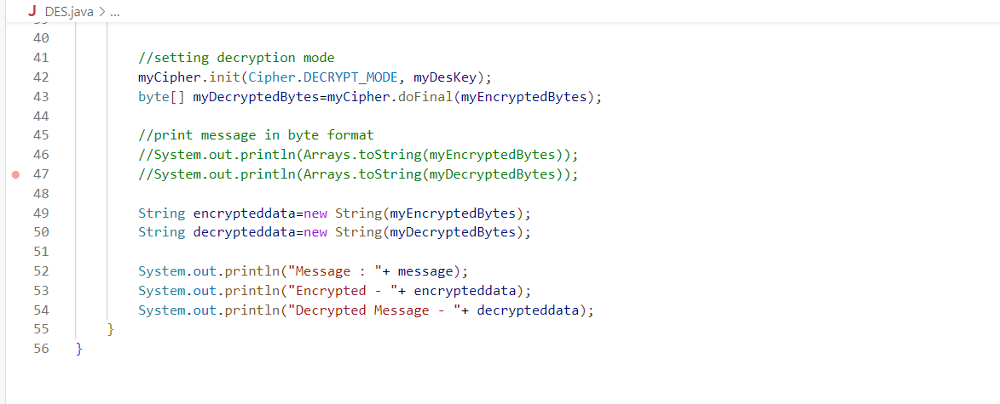 J DES.java > ...
39
40
41 //setting decryption mode
42 myCipher.init(Cipher.DECRYPT_MODE, myDesKey);
43 byte[] myDecryptedBytes=myCipher.doFinal(myEncryptedBytes);
44
45 //print message in byte format
46 //System.out.println(Arrays.toString(myEncryptedBytes));
47 //System.out.println(Arrays.toString(myDecryptedBytes));
48
49 String encrypteddata=new String(myEncryptedBytes);
50 String decrypteddata=new String(myDecryptedBytes);
51
52 System.out.println("Message : "+ message);
53 System.out.println("Encrypted - "+ encrypteddata);
54 System.out.println("Decrypted Message - "+ decrypteddata);
55 }
56 }